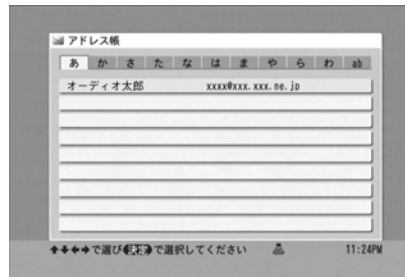 アドレス帳
あ か さ た な は ま や ら わ ab
オーディオ太郎 xxxx@xxx.xxx.ne.jp
↑↓←→で選び決定で選択してください 11:24PM